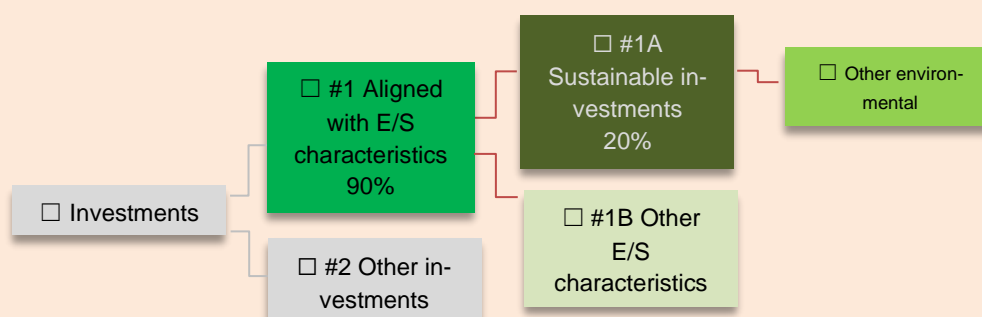 ☐ Investments
☐ #1 Aligned
with E/S
characteristics
90%
☐ #2 Other in-
vestments
☐ #1A
Sustainable in-
vestments
20%
☐ #1B Other
E/S
characteristics
☐ Other environ-
mental